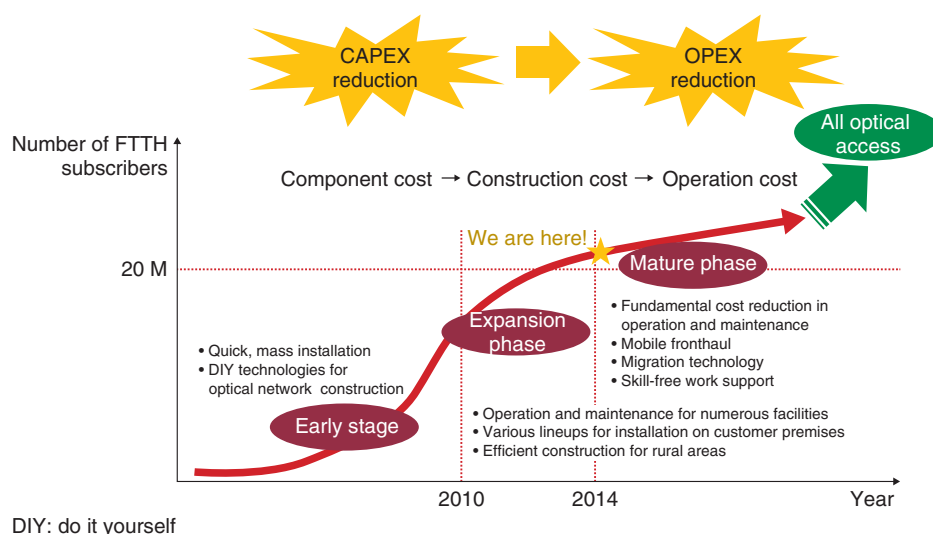 CAPEX
reduction
OPEX
reduction
All optical
access
Number of FTTH
subscribers
Component cost → Construction cost → Operation cost
We are here!
20 M
Mature phase
Expansion
phase
• Fundamental cost reduction in
operation and maintenance
• Mobile fronthaul
• Migration technology
• Skill-free work support
• Quick, mass installation
• DIY technologies for
optical network construction
Early stage
• Operation and maintenance for numerous facilities
• Various lineups for installation on customer premises
• Efficient construction for rural areas
2010
2014
Year
DIY: do it yourself